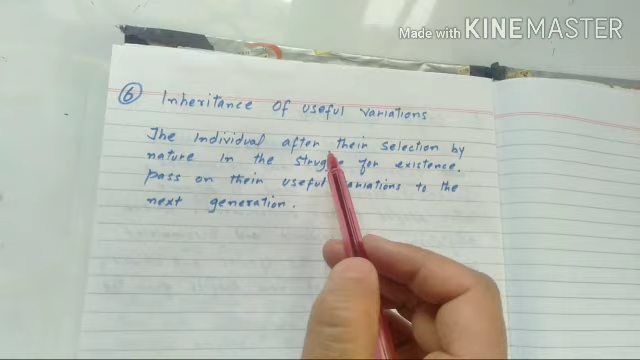 Made with KINEMASTER
6 Inheritance Of useful variations
The individual after their selection by
nature in the struggle for existence.
pass on their useful variations to the
next generation.